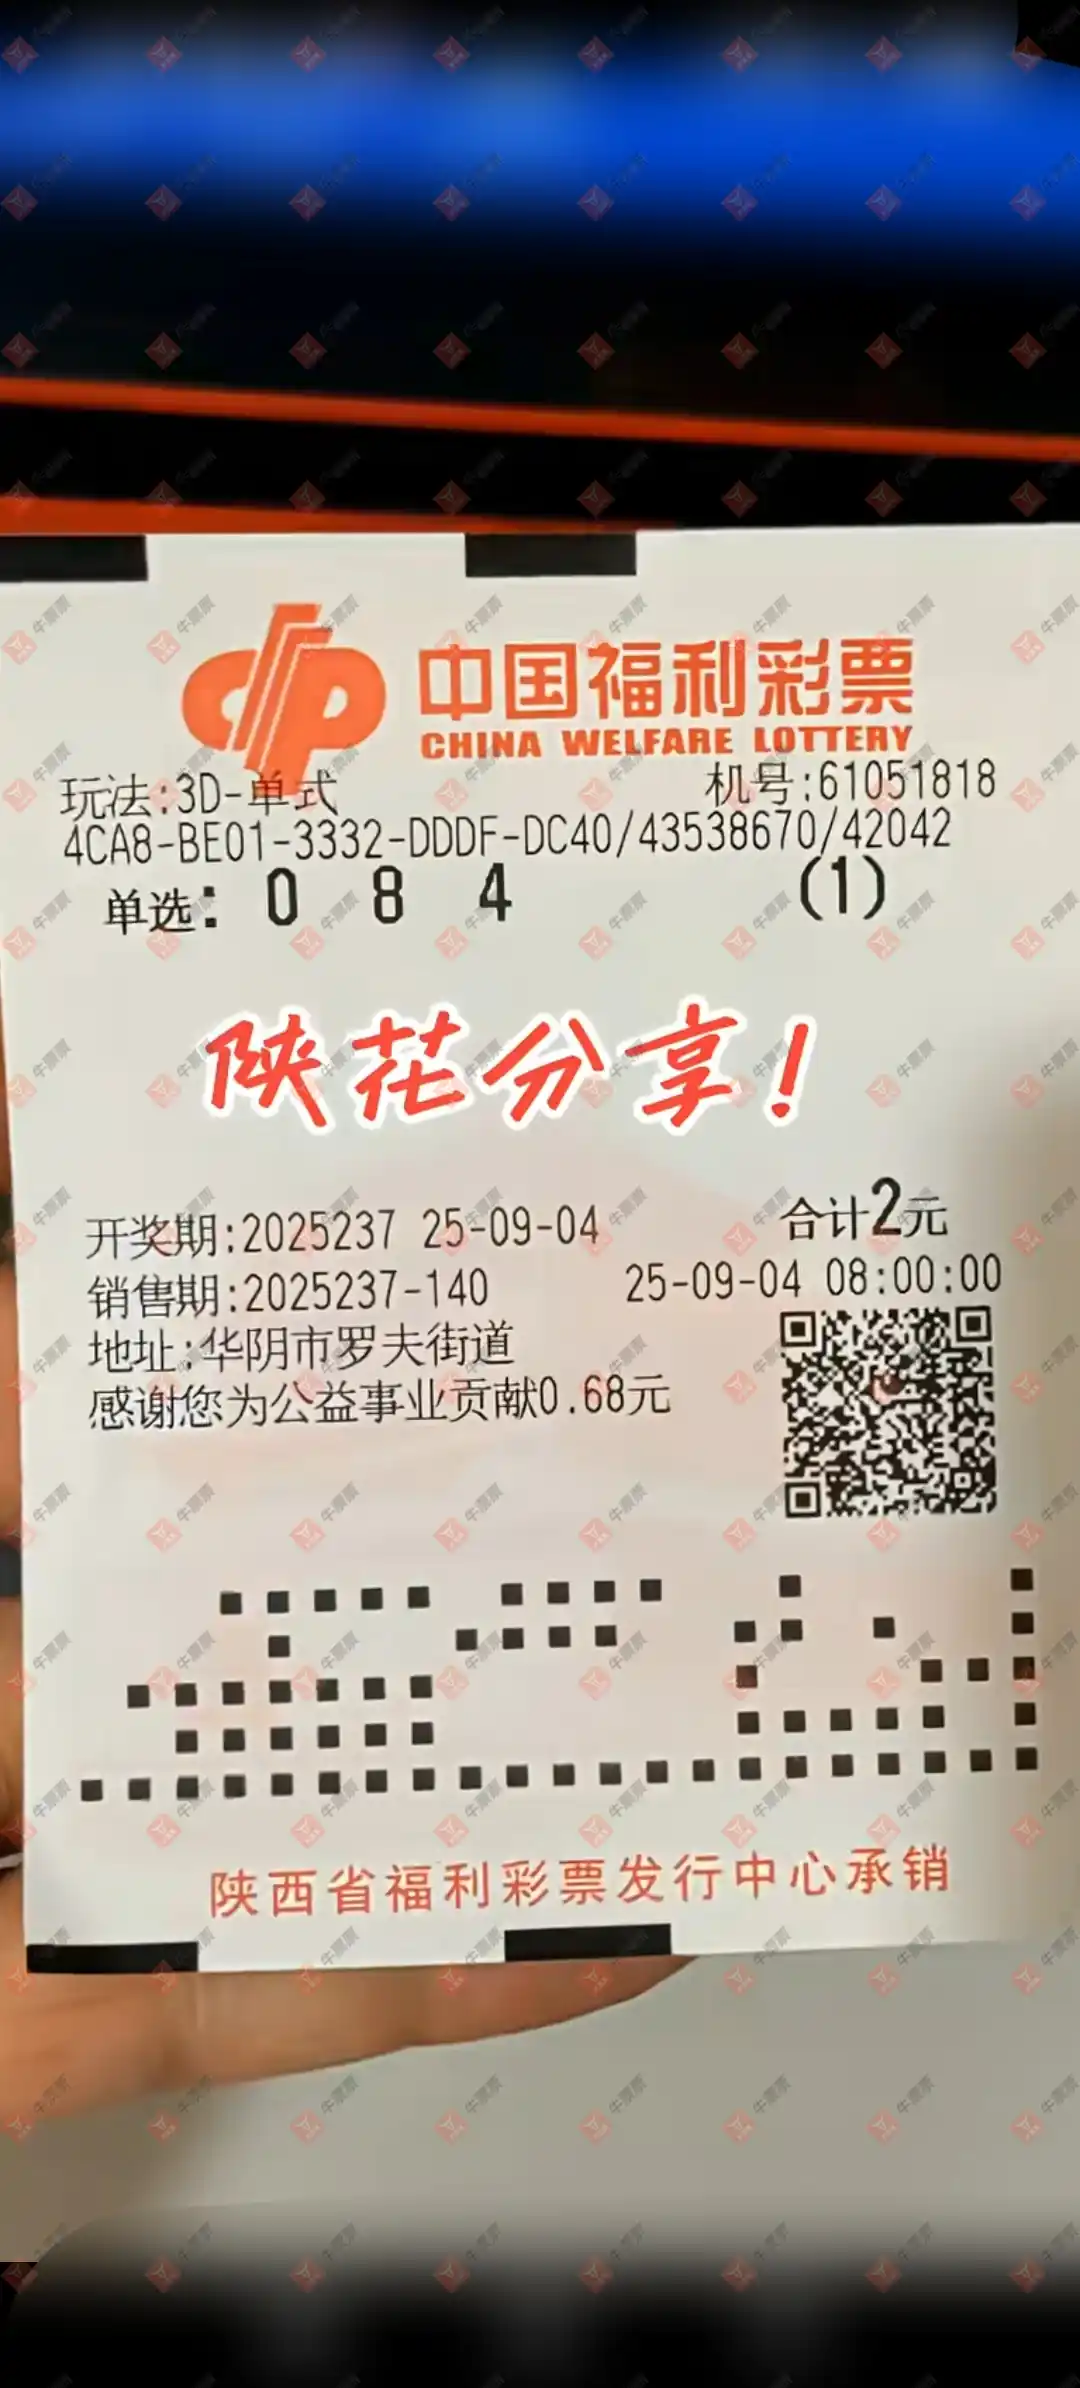 中国福利彩票
CHINA WELFARE LOTTERY
玩法:3D-单式 机号:61051818
4CA8-BE01-3332-DDDF-DC40/43538670/42042
单选: 0 8 4 (1)
陕花分享!
开奖期:2025237 25-09-04 合计2元
销售期:2025237-140 25-09-04 08:00:00
地址:华阴市罗夫街道
感谢您为公益事业贡献0.68元
陕西省福利彩票发行中心承销
牛票票